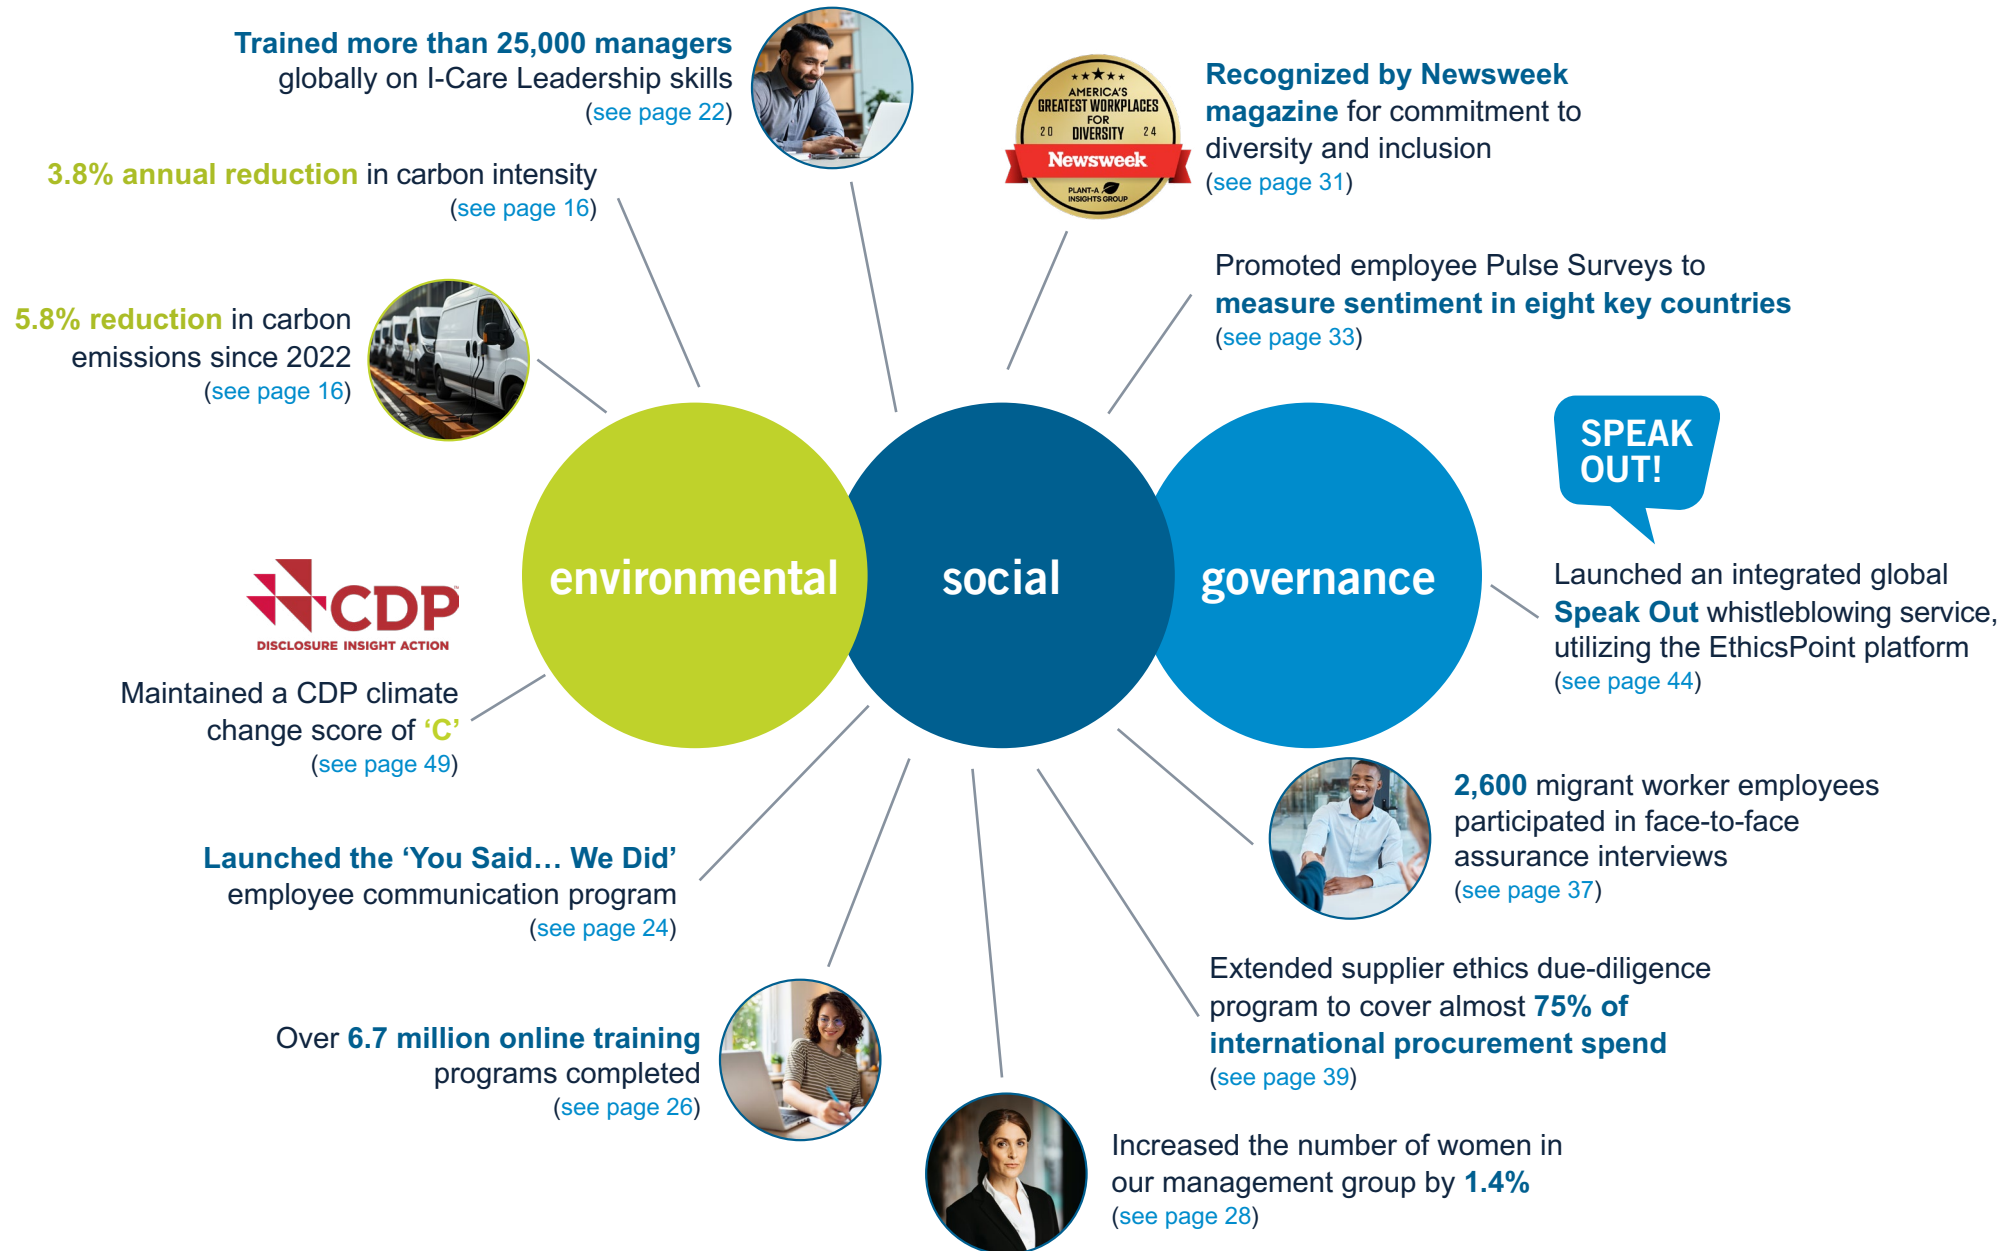 Trained more than 25,000 managers
globally on I-Care Leadership skills
(see page 22)
★★★★★
AMERICA'S
GREATEST WORKPLACES
FOR
20 DIVERSITY 24
Newsweek
PLANT-A
INSIGHTS GROUP
Recognized by Newsweek
magazine for commitment to
diversity and inclusion
(see page 31)
3.8% annual reduction in carbon intensity
(see page 16)
Promoted employee Pulse Surveys to
measure sentiment in eight key countries
(see page 33)
5.8% reduction in carbon
emissions since 2022
(see page 16)
SPEAK
OUT!
environmental
social
governance
Launched an integrated global
Speak Out whistleblowing service,
utilizing the EthicsPoint platform
(see page 44)
CDP
DISCLOSURE INSIGHT ACTION
Maintained a CDP climate
change score of ‘C’
(see page 49)
2,600 migrant worker employees
participated in face-to-face
assurance interviews
(see page 37)
Launched the ‘You Said… We Did’
employee communication program
(see page 24)
Extended supplier ethics due-diligence
program to cover almost 75% of
international procurement spend
(see page 39)
Over 6.7 million online training
programs completed
(see page 26)
Increased the number of women in
our management group by 1.4%
(see page 28)